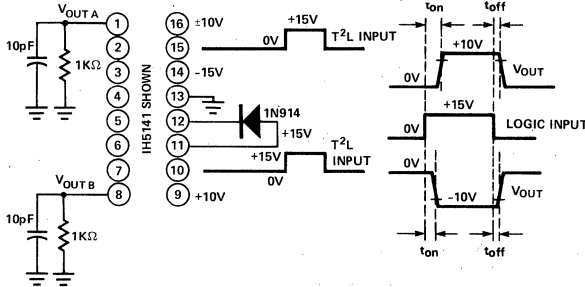 V OUT A
10pF
1KΩ
1
2
3
4
5
6
7
8
IH5141 SHOWN
V OUT B
10pF
1KΩ
16 ±10V
15
14 -15V
13
12
11
10
9 +10V
+15V
0V
T²L INPUT
1N914
+15V
+15V
0V
T²L
INPUT
ton
toff
+10V
0V
VOUT
+15V
0V
LOGIC INPUT
0V
-10V
VOUT
ton
toff